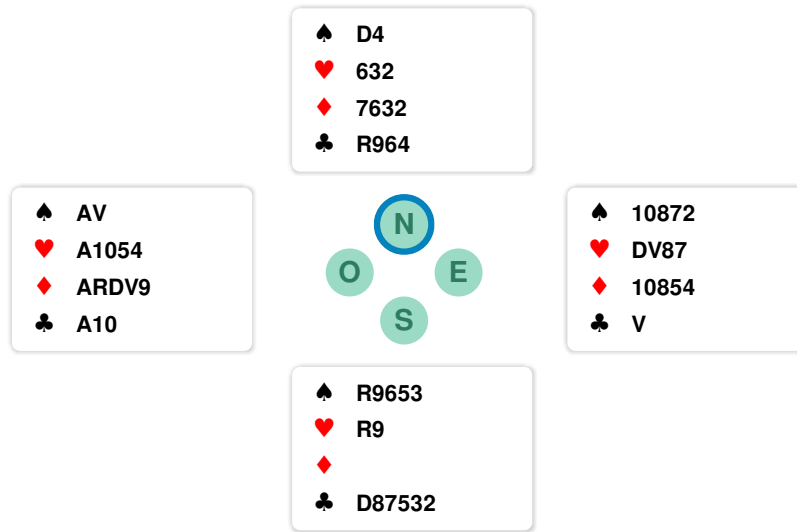 ♠ D4
♥ 632
♦ 7632
♣ R964
♠ AV
♥ A1054
♦ ARDV9
♣ A10
N
O
E
S
♠ 10872
♥ DV87
♦ 10854
♣ V
♠ R9653
♥ R9
♦
♣ D87532